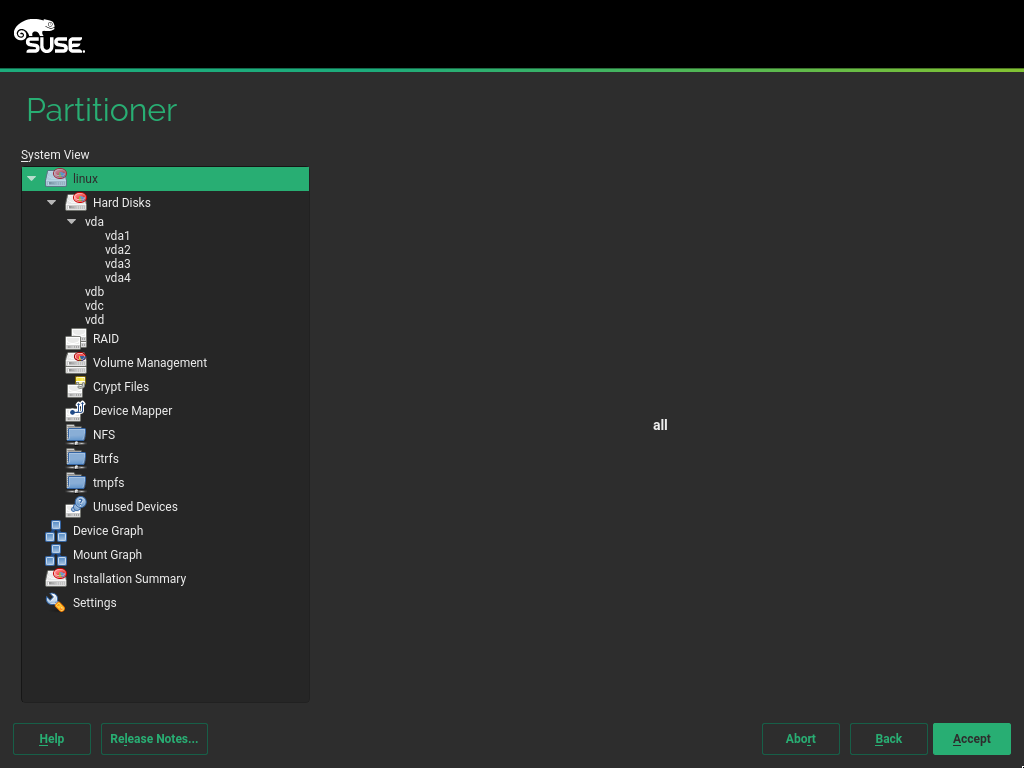 SUSE.
Partitioner
System View
linux
Hard Disks
vda
vda1
vda2
vda3
vda4
vdb
vdc
vdd
RAID
Volume Management
Crypt Files
Device Mapper
NFS
Btrfs
tmpfs
Unused Devices
Device Graph
Mount Graph
Installation Summary
Settings
all
Help
Release Notes...
Abort
Back
Accept